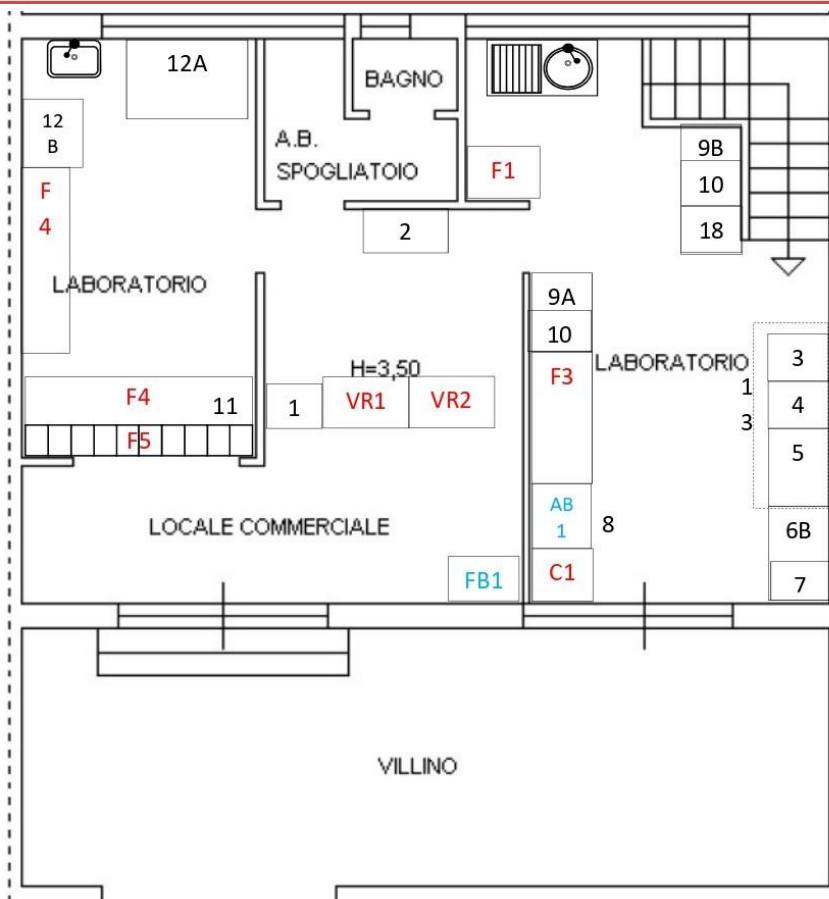 12A
BAGNO
12
B
A.B.
SPOGLIATOIO
F1
9B
10
18
F
4
2
LABORATORIO
9A
10
H=3,50
F3
LABORATORIO
3
1
3
4
5
F4
11
F5
1
VR1
VR2
LOCALE COMMERCIALE
AB
1
8
6B
FB1
C1
7
VILLINO